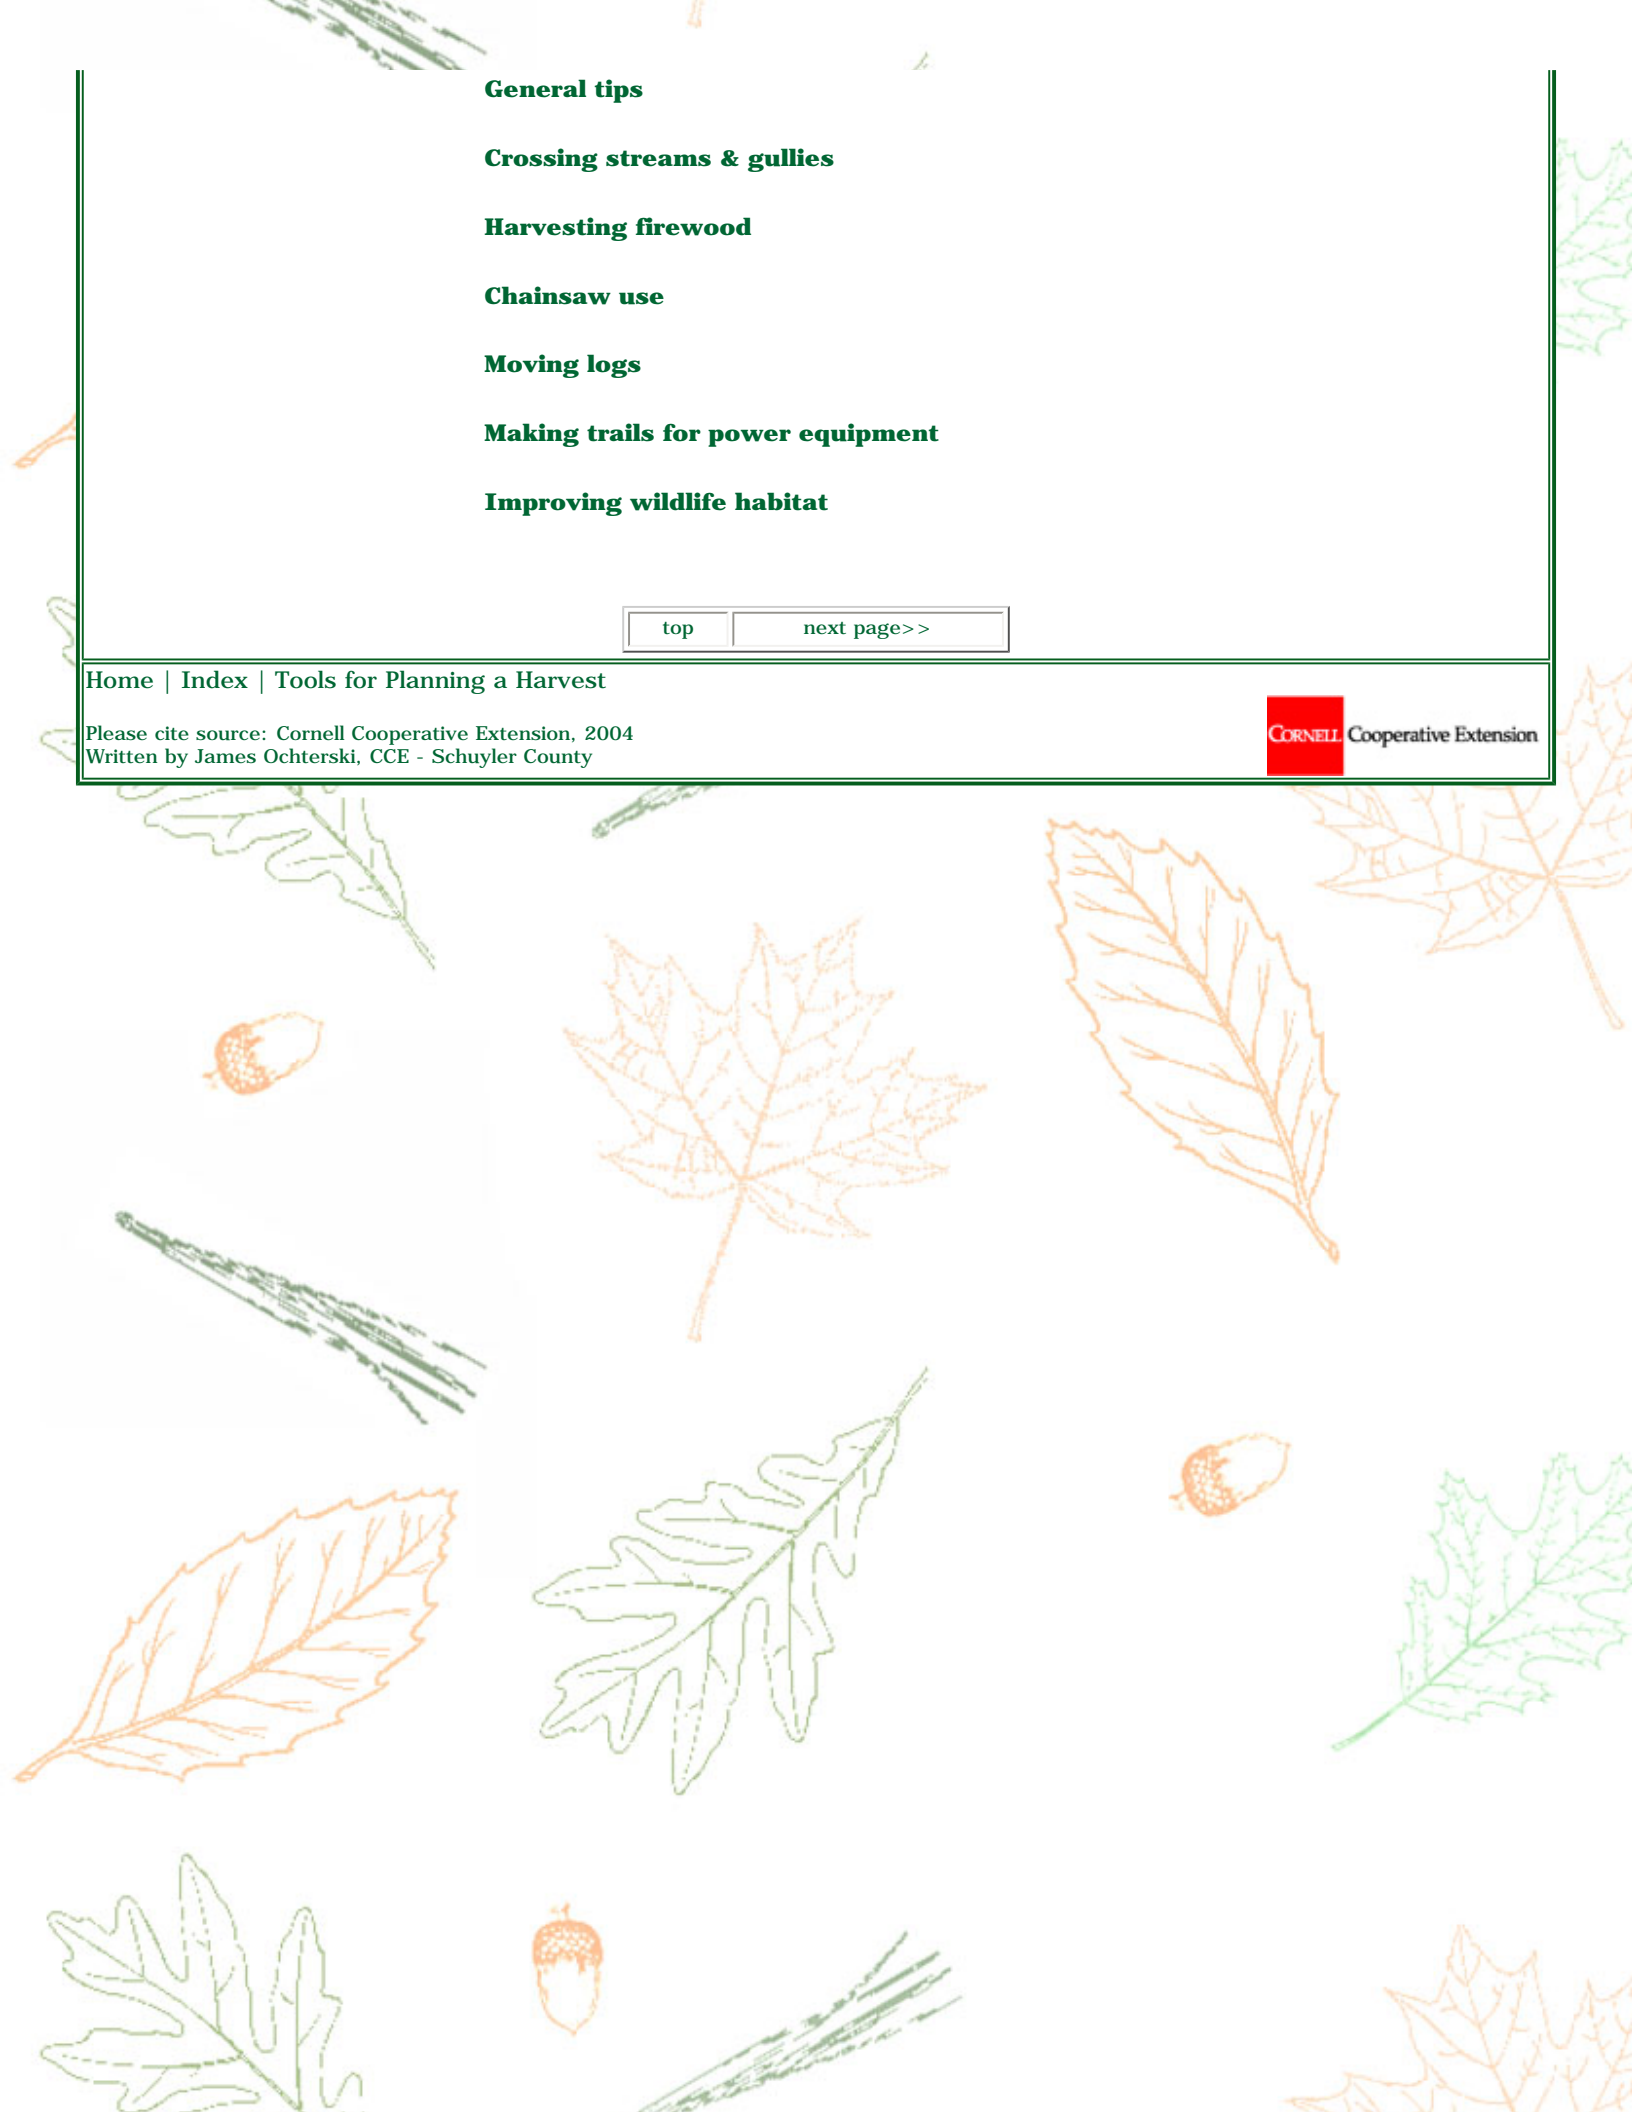 General tips
Crossing streams & gullies
Harvesting firewood
Chainsaw use
Moving logs
Making trails for power equipment
Improving wildlife habitat
top next page>>
Home | Index | Tools for Planning a Harvest
Please cite source: Cornell Cooperative Extension, 2004
Written by James Ochterski, CCE - Schuyler County
CORNELL Cooperative Extension